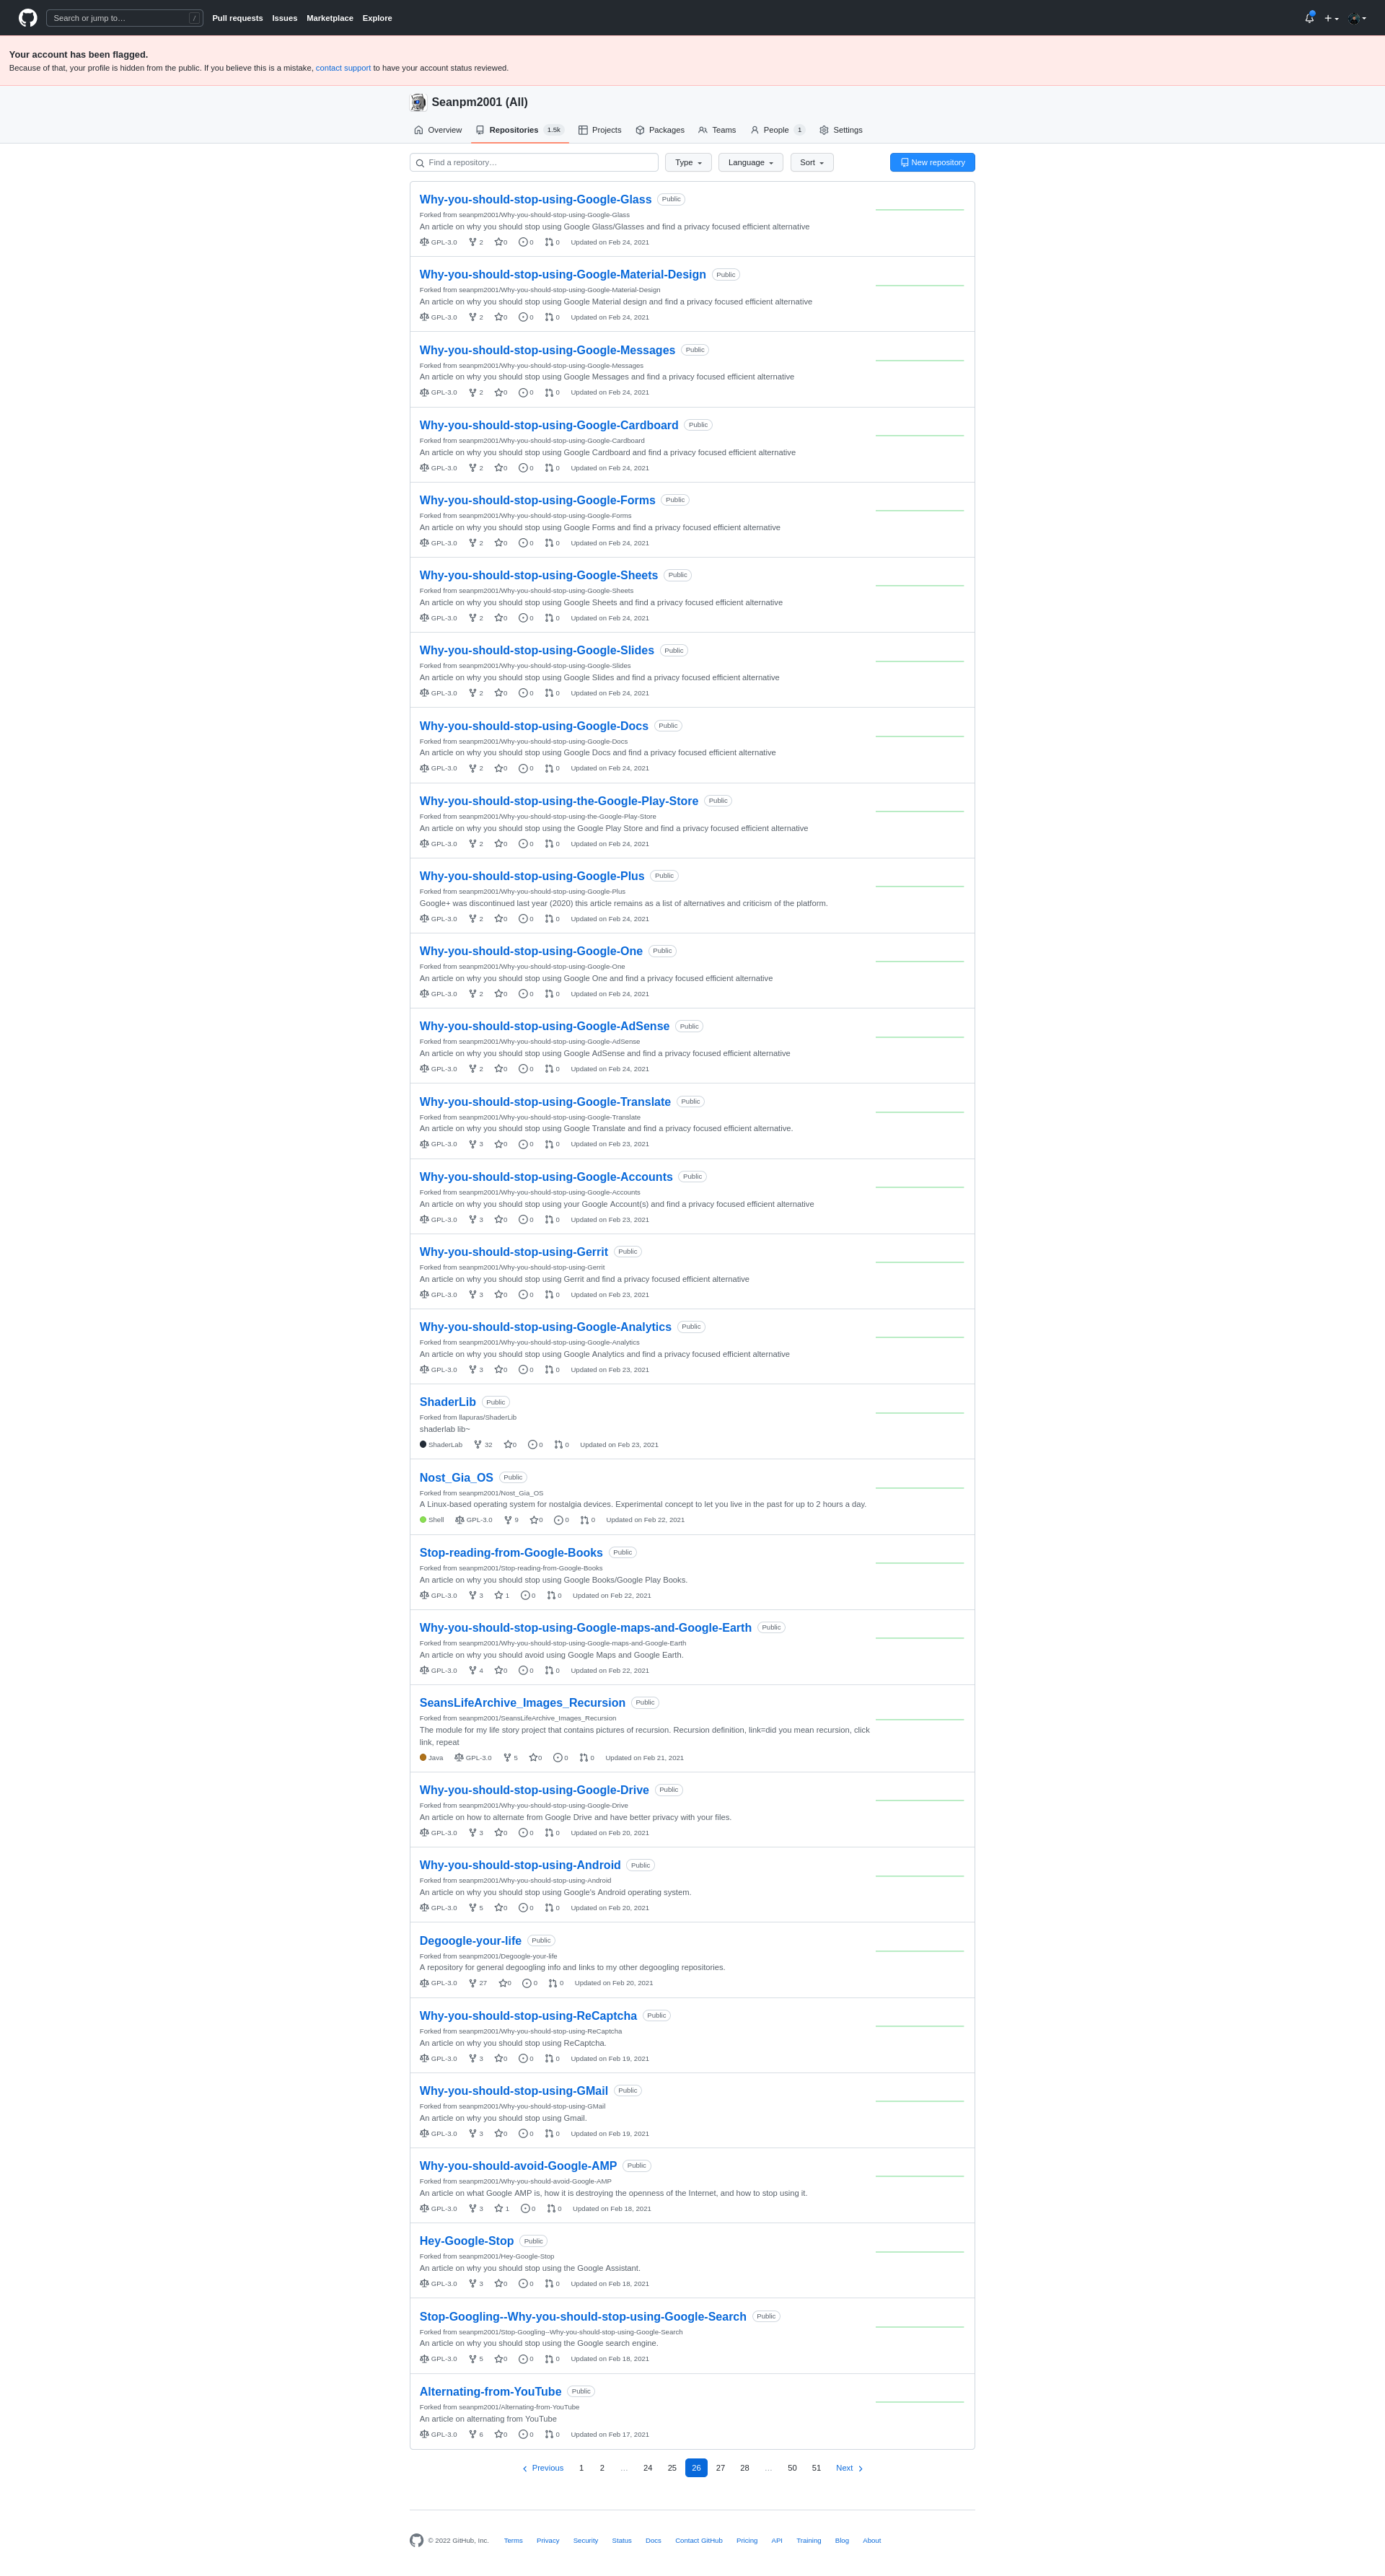 Search or jump to… /
Pull requests Issues Marketplace Explore
Your account has been flagged.
Because of that, your profile is hidden from the public. If you believe this is a mistake, contact support to have your account status reviewed.
Seanpm2001 (All)
Overview Repositories 1.5k Projects Packages Teams People 1 Settings
Find a repository… Type Language Sort New repository
Why-you-should-stop-using-Google-Glass Public
Forked from seanpm2001/Why-you-should-stop-using-Google-Glass
An article on why you should stop using Google Glass/Glasses and find a privacy focused efficient alternative
GPL-3.0 2 0 0 0 Updated on Feb 24, 2021
Why-you-should-stop-using-Google-Material-Design Public
Forked from seanpm2001/Why-you-should-stop-using-Google-Material-Design
An article on why you should stop using Google Material design and find a privacy focused efficient alternative
GPL-3.0 2 0 0 0 Updated on Feb 24, 2021
Why-you-should-stop-using-Google-Messages Public
Forked from seanpm2001/Why-you-should-stop-using-Google-Messages
An article on why you should stop using Google Messages and find a privacy focused efficient alternative
GPL-3.0 2 0 0 0 Updated on Feb 24, 2021
Why-you-should-stop-using-Google-Cardboard Public
Forked from seanpm2001/Why-you-should-stop-using-Google-Cardboard
An article on why you should stop using Google Cardboard and find a privacy focused efficient alternative
GPL-3.0 2 0 0 0 Updated on Feb 24, 2021
Why-you-should-stop-using-Google-Forms Public
Forked from seanpm2001/Why-you-should-stop-using-Google-Forms
An article on why you should stop using Google Forms and find a privacy focused efficient alternative
GPL-3.0 2 0 0 0 Updated on Feb 24, 2021
Why-you-should-stop-using-Google-Sheets Public
Forked from seanpm2001/Why-you-should-stop-using-Google-Sheets
An article on why you should stop using Google Sheets and find a privacy focused efficient alternative
GPL-3.0 2 0 0 0 Updated on Feb 24, 2021
Why-you-should-stop-using-Google-Slides Public
Forked from seanpm2001/Why-you-should-stop-using-Google-Slides
An article on why you should stop using Google Slides and find a privacy focused efficient alternative
GPL-3.0 2 0 0 0 Updated on Feb 24, 2021
Why-you-should-stop-using-Google-Docs Public
Forked from seanpm2001/Why-you-should-stop-using-Google-Docs
An article on why you should stop using Google Docs and find a privacy focused efficient alternative
GPL-3.0 2 0 0 0 Updated on Feb 24, 2021
Why-you-should-stop-using-the-Google-Play-Store Public
Forked from seanpm2001/Why-you-should-stop-using-the-Google-Play-Store
An article on why you should stop using the Google Play Store and find a privacy focused efficient alternative
GPL-3.0 2 0 0 0 Updated on Feb 24, 2021
Why-you-should-stop-using-Google-Plus Public
Forked from seanpm2001/Why-you-should-stop-using-Google-Plus
Google+ was discontinued last year (2020) this article remains as a list of alternatives and criticism of the platform.
GPL-3.0 2 0 0 0 Updated on Feb 24, 2021
Why-you-should-stop-using-Google-One Public
Forked from seanpm2001/Why-you-should-stop-using-Google-One
An article on why you should stop using Google One and find a privacy focused efficient alternative
GPL-3.0 2 0 0 0 Updated on Feb 24, 2021
Why-you-should-stop-using-Google-AdSense Public
Forked from seanpm2001/Why-you-should-stop-using-Google-AdSense
An article on why you should stop using Google AdSense and find a privacy focused efficient alternative
GPL-3.0 2 0 0 0 Updated on Feb 24, 2021
Why-you-should-stop-using-Google-Translate Public
Forked from seanpm2001/Why-you-should-stop-using-Google-Translate
An article on why you should stop using Google Translate and find a privacy focused efficient alternative.
GPL-3.0 3 0 0 0 Updated on Feb 23, 2021
Why-you-should-stop-using-Google-Accounts Public
Forked from seanpm2001/Why-you-should-stop-using-Google-Accounts
An article on why you should stop using your Google Account(s) and find a privacy focused efficient alternative
GPL-3.0 3 0 0 0 Updated on Feb 23, 2021
Why-you-should-stop-using-Gerrit Public
Forked from seanpm2001/Why-you-should-stop-using-Gerrit
An article on why you should stop using Gerrit and find a privacy focused efficient alternative
GPL-3.0 3 0 0 0 Updated on Feb 23, 2021
Why-you-should-stop-using-Google-Analytics Public
Forked from seanpm2001/Why-you-should-stop-using-Google-Analytics
An article on why you should stop using Google Analytics and find a privacy focused efficient alternative
GPL-3.0 3 0 0 0 Updated on Feb 23, 2021
ShaderLib Public
Forked from llapuras/ShaderLib
shaderlab lib~
ShaderLab 32 0 0 0 Updated on Feb 23, 2021
Nost_Gia_OS Public
Forked from seanpm2001/Nost_Gia_OS
A Linux-based operating system for nostalgia devices. Experimental concept to let you live in the past for up to 2 hours a day.
Shell GPL-3.0 9 0 0 0 Updated on Feb 22, 2021
Stop-reading-from-Google-Books Public
Forked from seanpm2001/Stop-reading-from-Google-Books
An article on why you should stop using Google Books/Google Play Books.
GPL-3.0 3 1 0 0 Updated on Feb 22, 2021
Why-you-should-stop-using-Google-maps-and-Google-Earth Public
Forked from seanpm2001/Why-you-should-stop-using-Google-maps-and-Google-Earth
An article on why you should avoid using Google Maps and Google Earth.
GPL-3.0 4 0 0 0 Updated on Feb 22, 2021
SeansLifeArchive_Images_Recursion Public
Forked from seanpm2001/SeansLifeArchive_Images_Recursion
The module for my life story project that contains pictures of recursion. Recursion definition, link=did you mean recursion, click
link, repeat
Java GPL-3.0 5 0 0 0 Updated on Feb 21, 2021
Why-you-should-stop-using-Google-Drive Public
Forked from seanpm2001/Why-you-should-stop-using-Google-Drive
An article on how to alternate from Google Drive and have better privacy with your files.
GPL-3.0 3 0 0 0 Updated on Feb 20, 2021
Why-you-should-stop-using-Android Public
Forked from seanpm2001/Why-you-should-stop-using-Android
An article on why you should stop using Google's Android operating system.
GPL-3.0 5 0 0 0 Updated on Feb 20, 2021
Degoogle-your-life Public
Forked from seanpm2001/Degoogle-your-life
A repository for general degoogling info and links to my other degoogling repositories.
GPL-3.0 27 0 0 0 Updated on Feb 20, 2021
Why-you-should-stop-using-ReCaptcha Public
Forked from seanpm2001/Why-you-should-stop-using-ReCaptcha
An article on why you should stop using ReCaptcha.
GPL-3.0 3 0 0 0 Updated on Feb 19, 2021
Why-you-should-stop-using-GMail Public
Forked from seanpm2001/Why-you-should-stop-using-GMail
An article on why you should stop using Gmail.
GPL-3.0 3 0 0 0 Updated on Feb 19, 2021
Why-you-should-avoid-Google-AMP Public
Forked from seanpm2001/Why-you-should-avoid-Google-AMP
An article on what Google AMP is, how it is destroying the openness of the Internet, and how to stop using it.
GPL-3.0 3 1 0 0 Updated on Feb 18, 2021
Hey-Google-Stop Public
Forked from seanpm2001/Hey-Google-Stop
An article on why you should stop using the Google Assistant.
GPL-3.0 3 0 0 0 Updated on Feb 18, 2021
Stop-Googling--Why-you-should-stop-using-Google-Search Public
Forked from seanpm2001/Stop-Googling--Why-you-should-stop-using-Google-Search
An article on why you should stop using the Google search engine.
GPL-3.0 5 0 0 0 Updated on Feb 18, 2021
Alternating-from-YouTube Public
Forked from seanpm2001/Alternating-from-YouTube
An article on alternating from YouTube
GPL-3.0 6 0 0 0 Updated on Feb 17, 2021
Previous 1 2 … 24 25 26 27 28 … 50 51 Next
© 2022 GitHub, Inc. Terms Privacy Security Status Docs Contact GitHub Pricing API Training Blog About